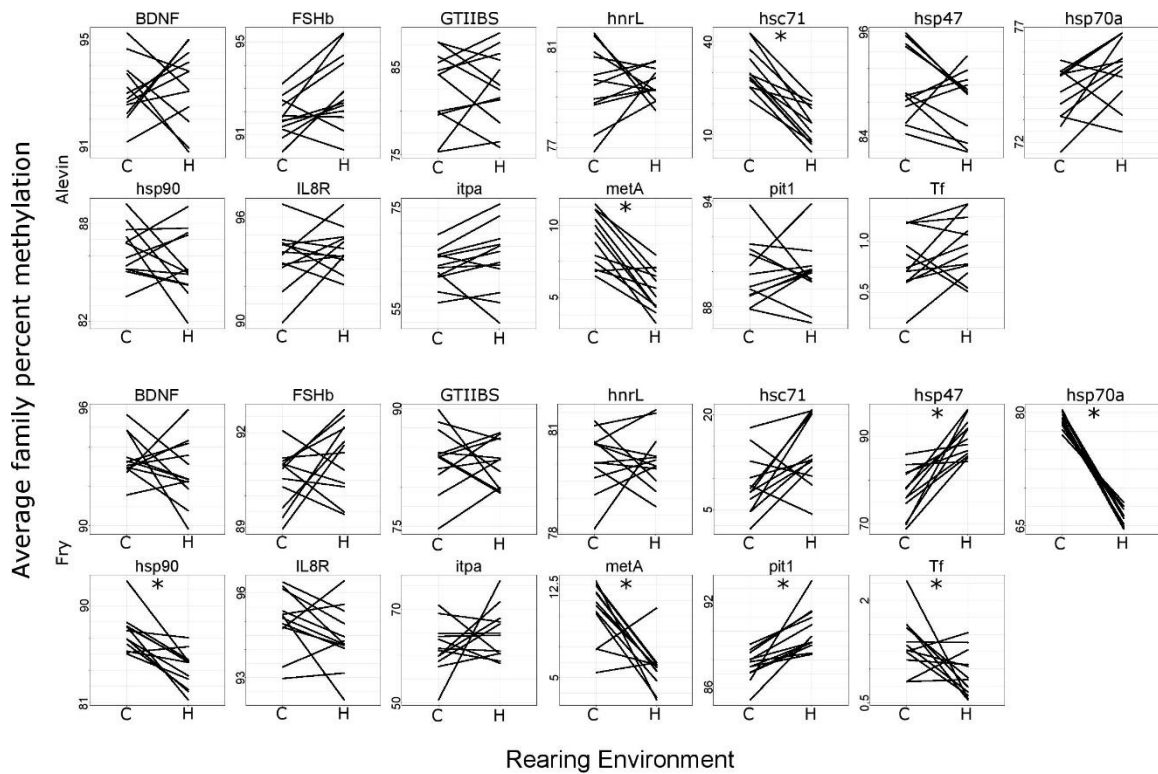 Average family percent methylation
Alevin
BDNF FSHb GTIIBS hnrL hsc71 hsp47 hsp70a
95 91 95 91 85 75 81 77 40 10 96 84 77 72
*
C H C H C H C H C H C H C H
hsp90 IL8R itpa metA pit1 Tf
88 82 96 90 75 55 10 5 94 88 1.0 0.5
*
C H C H C H C H C H C H
Fry
BDNF FSHb GTIIBS hnrL hsc71 hsp47 hsp70a
96 90 92 89 90 75 81 78 20 5 90 70 80 65
* *
C H C H C H C H C H C H C H
hsp90 IL8R itpa metA pit1 Tf
90 81 96 93 70 50 12.5 5 92 86 2 0.5
* * * *
C H C H C H C H C H C H
Rearing Environment